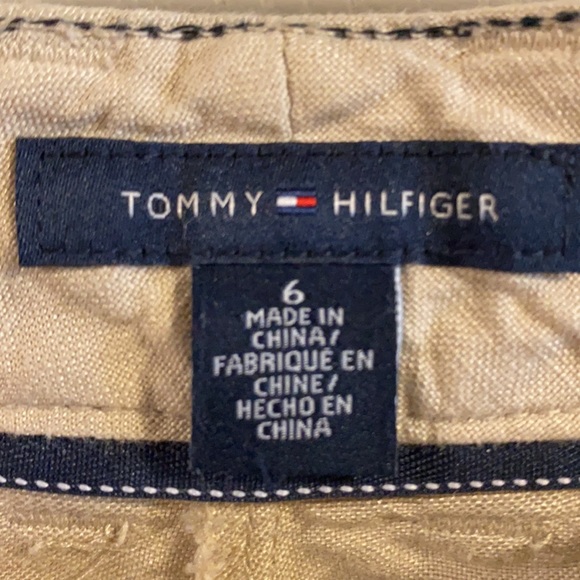 TOMMY HILFIGER
6
MADE IN
CHINA/
FABRIQUÉ EN
CHINE/
HECHO EN
CHINA